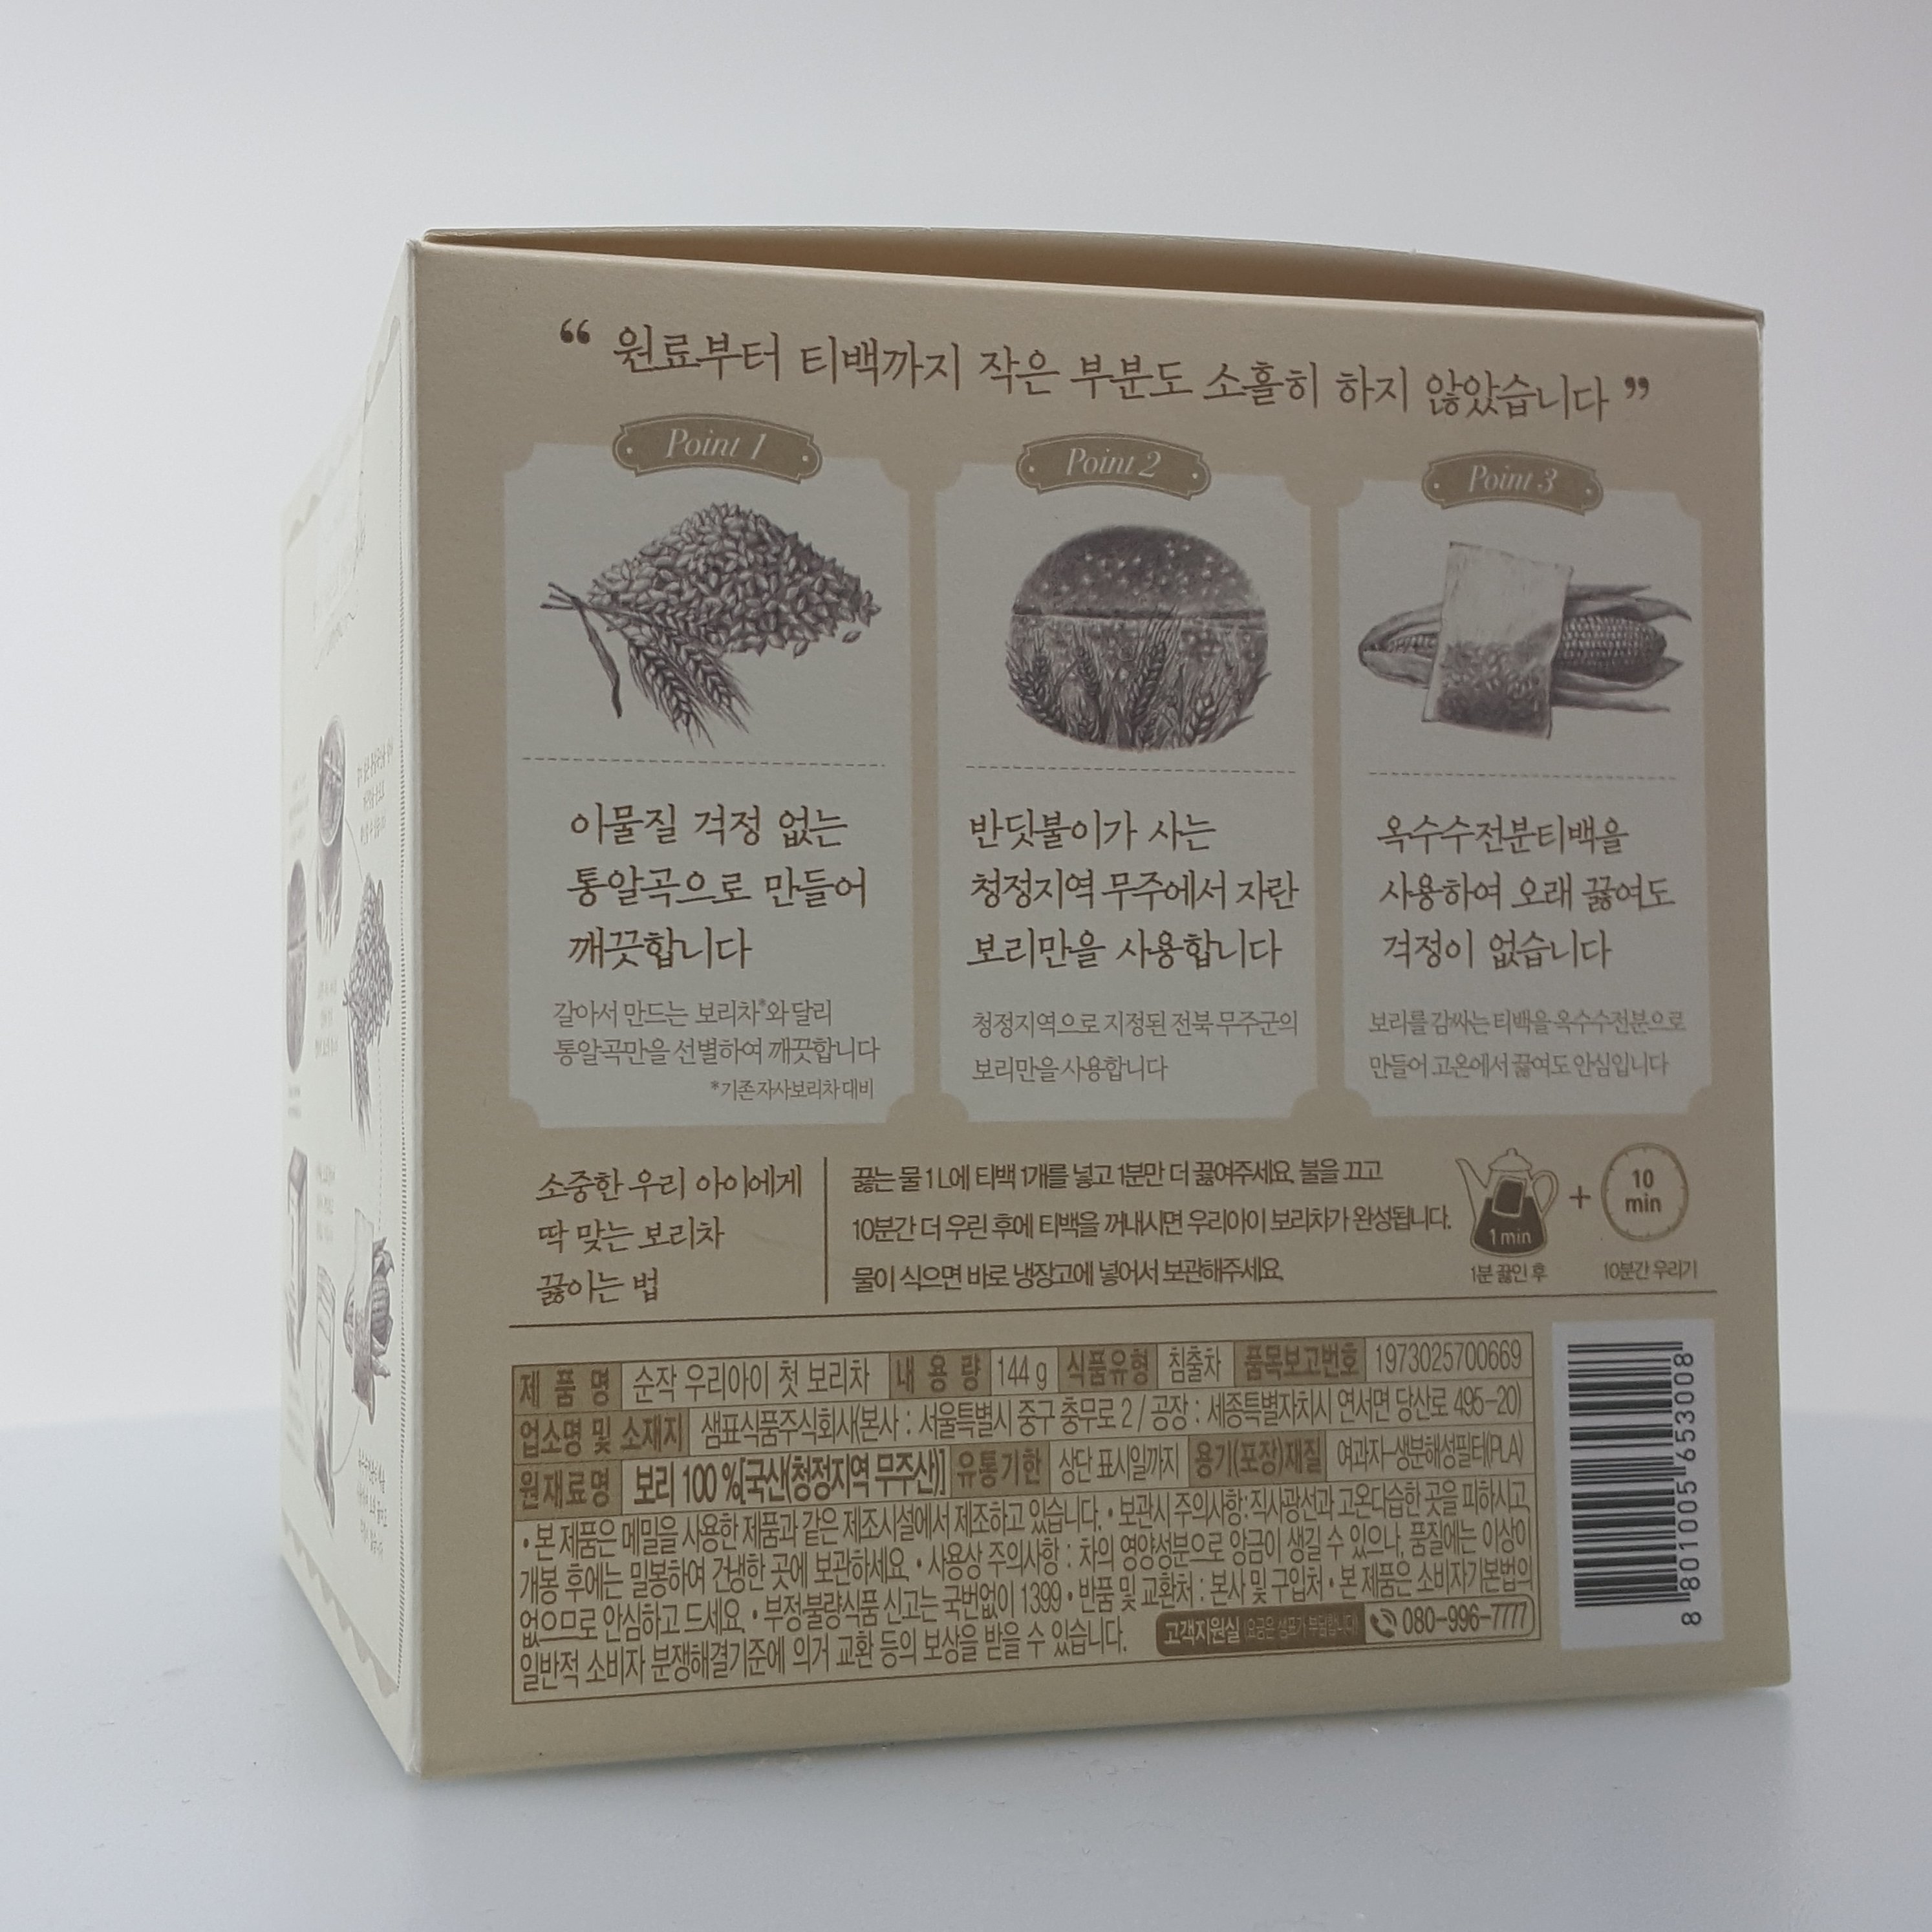 “ 원료부터 티백까지 작은 부분도 소홀히 하지 않았습니다 ”
Point 1
이물질 걱정 없는
통알곡으로 만들어
깨끗합니다
갈아서 만드는 보리차*와 달리
통알곡만을 선별하여 깨끗합니다
*기존 자사보리차 대비
Point 2
반딧불이가 사는
청정지역 무주에서 자란
보리만을 사용합니다
청정지역으로 지정된 전북 무주군의
보리만을 사용합니다
Point 3
옥수수전분티백을
사용하여 오래 끓여도
걱정이 없습니다
보리를 감싸는 티백을 옥수수전분으로
만들어 고온에서 끓여도 안심입니다
소중한 우리 아이에게
딱 맞는 보리차
끓이는 법
끓는 물 1L에 티백 1개를 넣고 1분만 더 끓여주세요. 불을 끄고
10분간 더 우린 후에 티백을 꺼내시면 우리아이 보리차가 완성됩니다.
물이 식으면 바로 냉장고에 넣어서 보관해주세요.
1 min
+
10
min
1분 끓인 후
10분간 우리기
제 품 명 순작 우리아이 첫 보리차 내 용 량 144 g 식품유형 침출차 품목보고번호 1973025700669
업소명 및 소재지 샘표식품주식회사(본사 : 서울특별시 중구 충무로 2 / 공장 : 세종특별자치시 연서면 당산로 495-20)
원재료명 보리 100 %[국산(청정지역 무주산)] 유통기한 상단 표시일까지 용기(포장)재질 여과지-생분해성필터(PLA)
• 본 제품은 메밀을 사용한 제품과 같은 제조시설에서 제조하고 있습니다. • 보관시 주의사항:직사광선과 고온다습한 곳을 피하시고,
개봉 후에는 밀봉하여 건냉한 곳에 보관하세요. • 사용상 주의사항 : 차의 영양성분으로 앙금이 생길 수 있으나, 품질에는 이상이
없으므로 안심하고 드세요. • 부정·불량식품 신고는 국번없이 1399 • 반품 및 교환처 : 본사 및 구입처 • 본 제품은 소비자기본법의
일반적 소비자 분쟁해결기준에 의거 교환 등의 보상을 받을 수 있습니다.
고객지원실 (요금은 샘표가 부담합니다) 080-996-7777
8 801005 653008